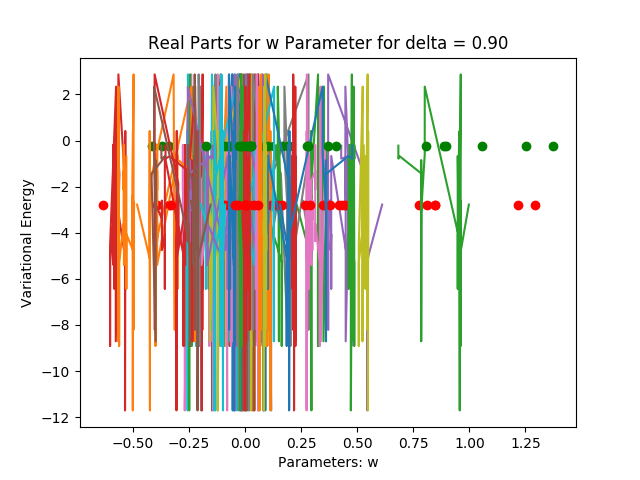 Real Parts for w Parameter for delta = 0.90
2
0
−2
−4
−6
−8
−10
−12
Variational Energy
−0.50 −0.25 0.00 0.25 0.50 0.75 1.00 1.25
Parameters: w